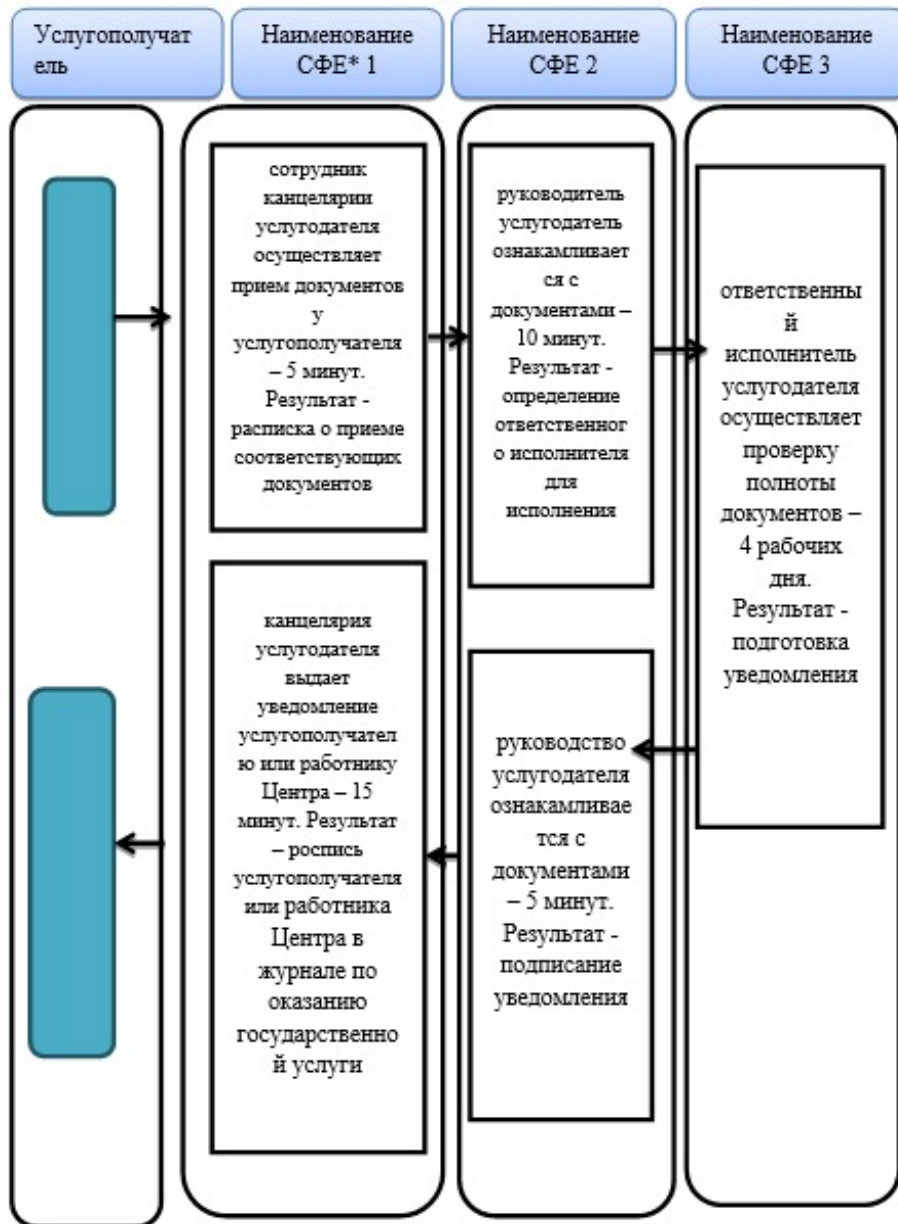 Услугополучат
ель
Наименование
СФЕ* 1
Наименование
СФЕ 2
Наименование
СФЕ 3
сотрудник
канцелярии
услугодателя
осуществляет
прием документов
у
услугополучателя
– 5 минут.
Результат -
расписка о приеме
соответствующих
документов
руководитель
услугодатель
ознакамливает
ся с
документами –
10 минут.
Результат -
определение
ответственног
о исполнителя
для
исполнения
ответственны
й
исполнитель
услугодателя
осуществляет
проверку
полноты
документов –
4 рабочих
дня.
Результат -
подготовка
уведомления
руководство
услугодателя
ознакамливае
тся с
документами
– 5 минут.
Результат -
подписание
уведомления
канцелярия
услугодателя
выдает
уведомление
услугополучател
ю или работнику
Центра – 15
минут. Результат
– роспись
услугополучателя
или работника
Центра в
журнале по
оказанию
государственно
й услуги